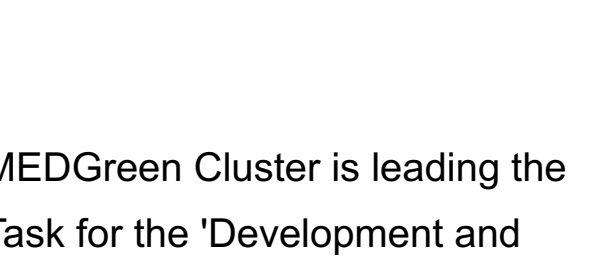 MEDGreen Cluster is leading the
Task for the 'Development and